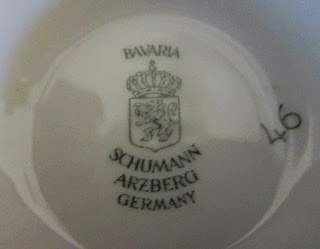 BAVARIA
SCHUMANN
ARZBERG
GERMANY
46